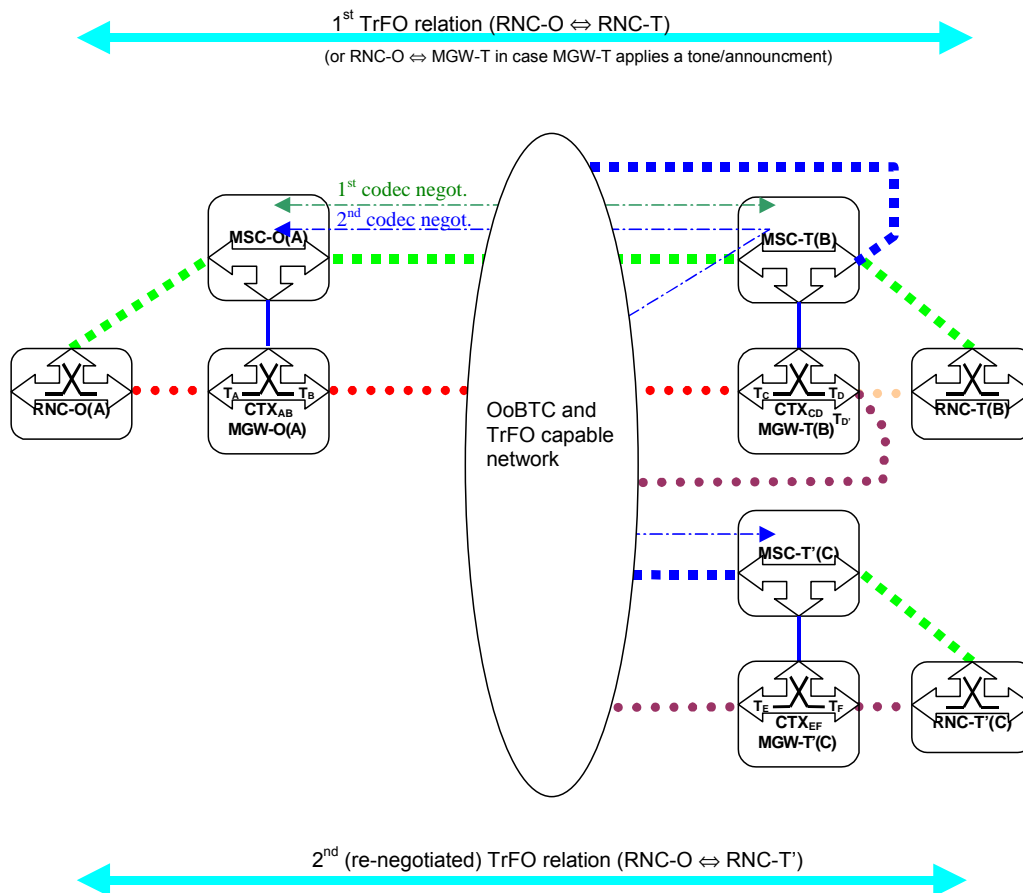 1st TrFO relation (RNC-O ⇔ RNC-T)
(or RNC-O ⇔ MGW-T in case MGW-T applies a tone/announcment)
1st codec negot.
2nd codec negot.
MSC-O(A)
MSC-T(B)
RNC-O(A)
TA TB
CTXAB
MGW-O(A)
OoBTC and
TrFO capable
network
TC TD
CTXCD
TD'
MGW-T(B)
RNC-T(B)
MSC-T'(C)
TE TF
CTXEF
MGW-T'(C)
RNC-T'(C)
2nd (re-negotiated) TrFO relation (RNC-O ⇔ RNC-T')